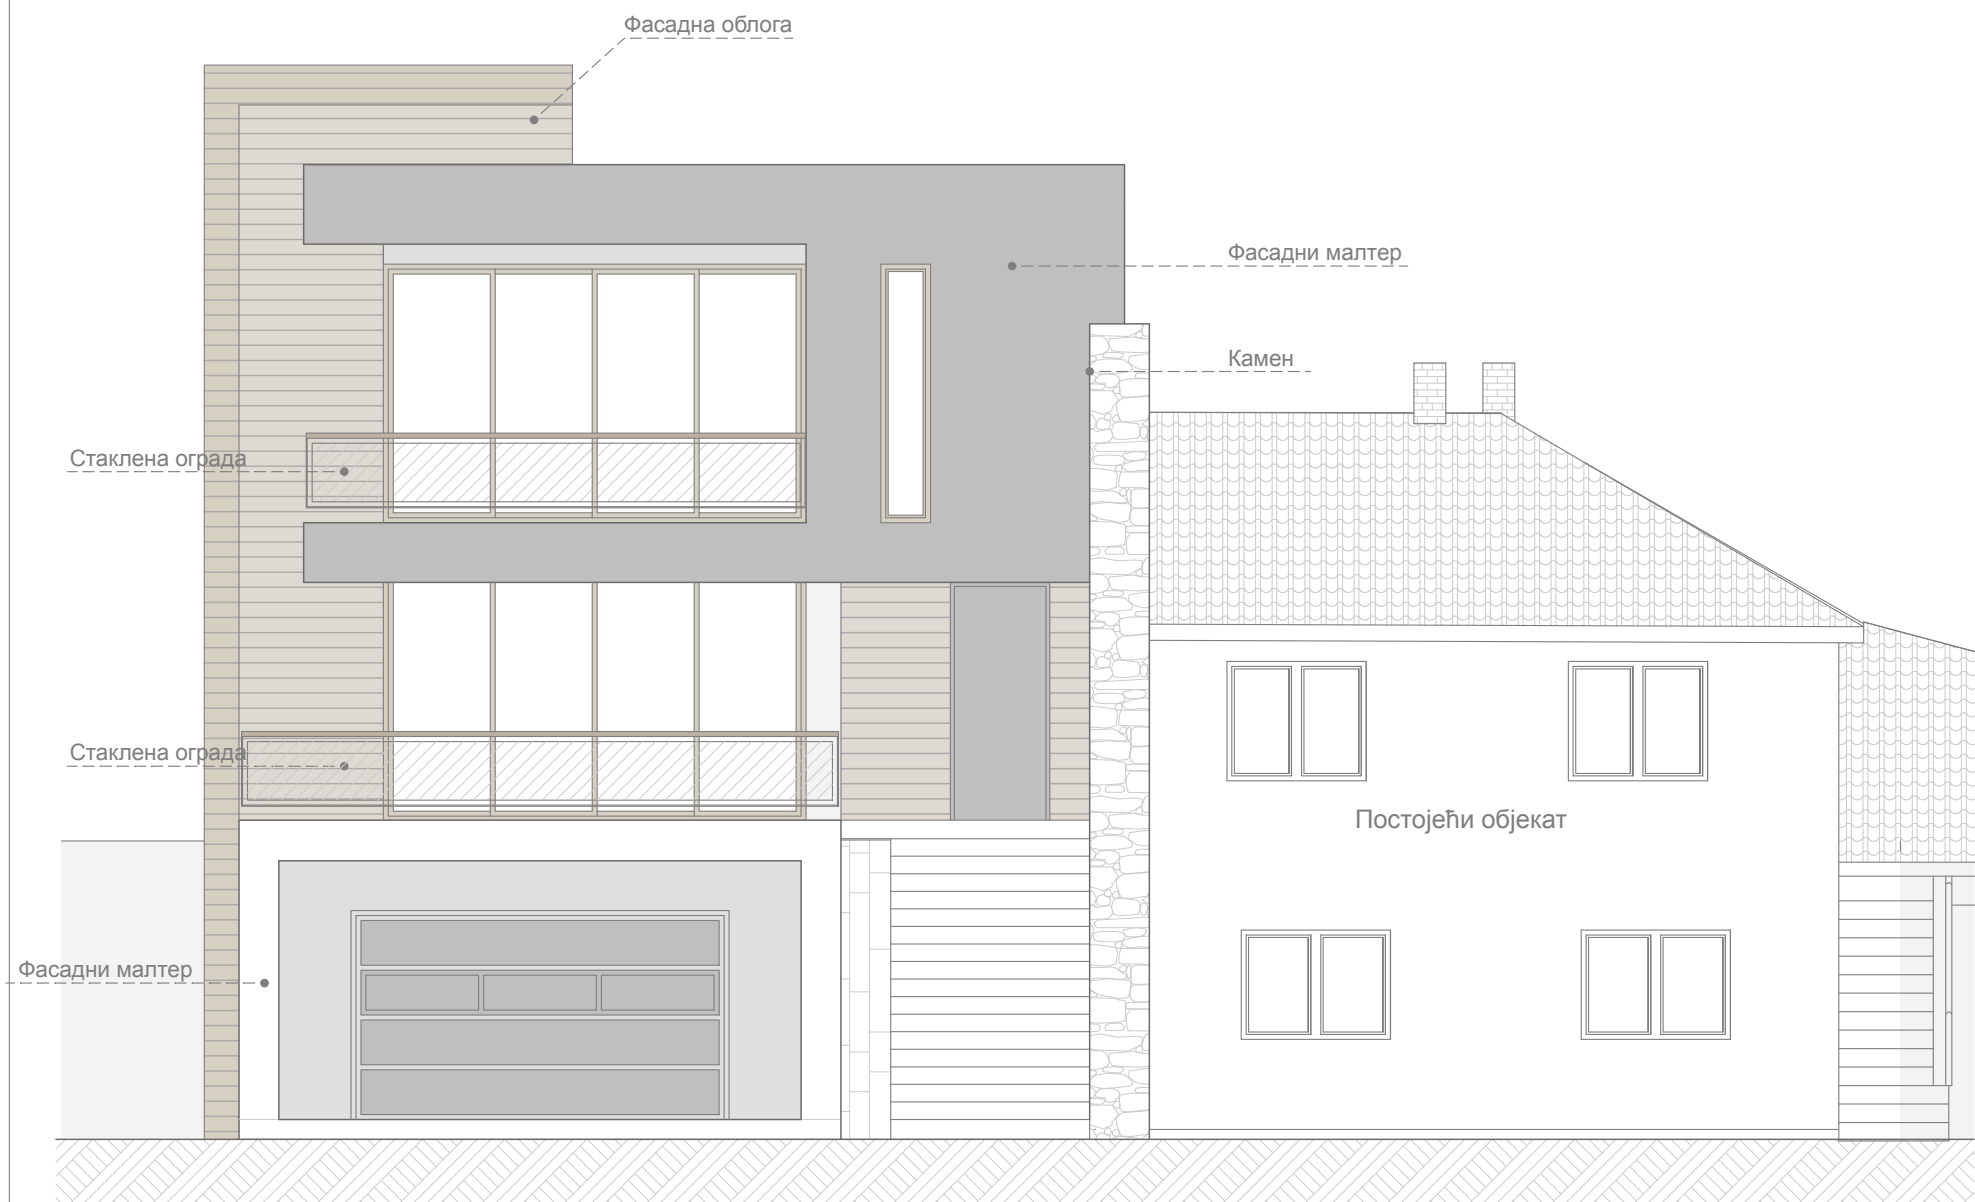 Фасадна облога
Фасадни малтер
Камен
Стаклена ограда
Стаклена ограда
Постојећи објекат
Фасадни малтер